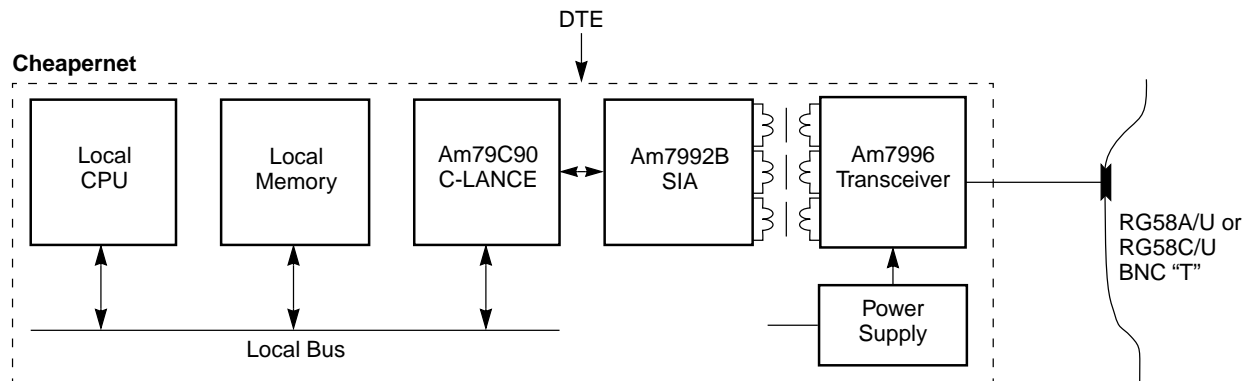 DTE
Cheapernet
Local
CPU
Local
Memory
Am79C90
C-LANCE
Am7992B
SIA
Am7996
Transceiver
RG58A/U or
RG58C/U
BNC “T”
Power
Supply
Local Bus